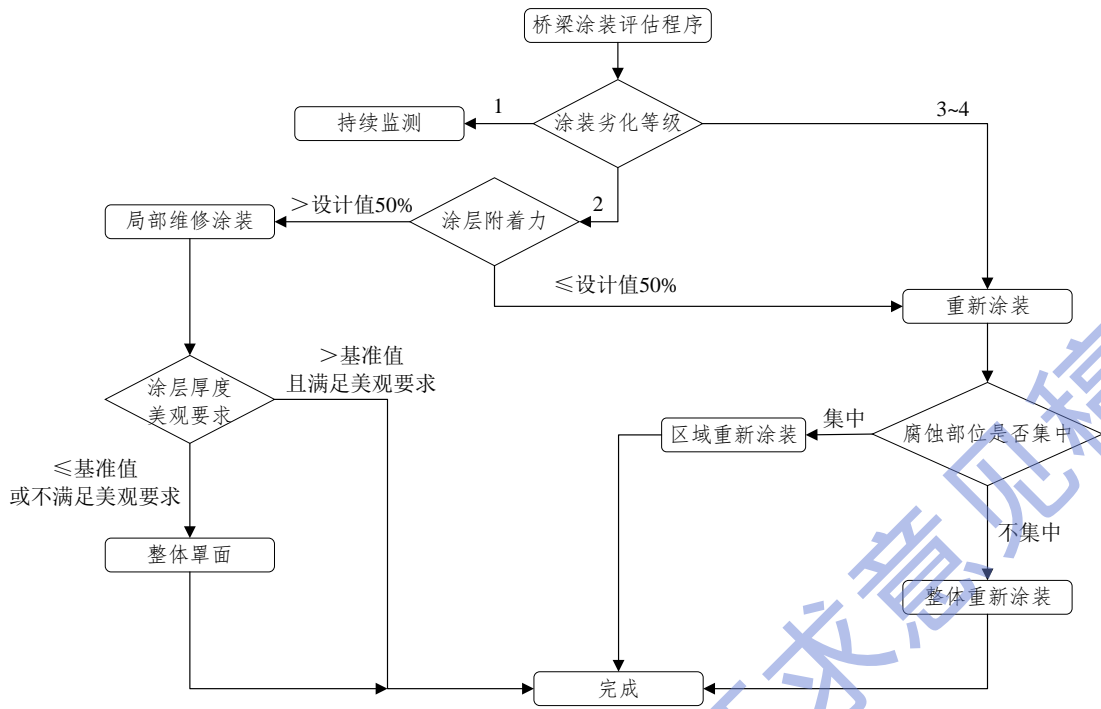 桥梁涂装评估程序
1
3~4
持续监测
涂装劣化等级
＞设计值50%
2
局部维修涂装
涂层附着力
≤设计值50%
重新涂装
＞基准值
且满足美观要求
涂层厚度
美观要求
集中
区域重新涂装
腐蚀部位是否集中
≤基准值
或不满足美观要求
不集中
整体罩面
整体重新涂装
完成
求意见稿